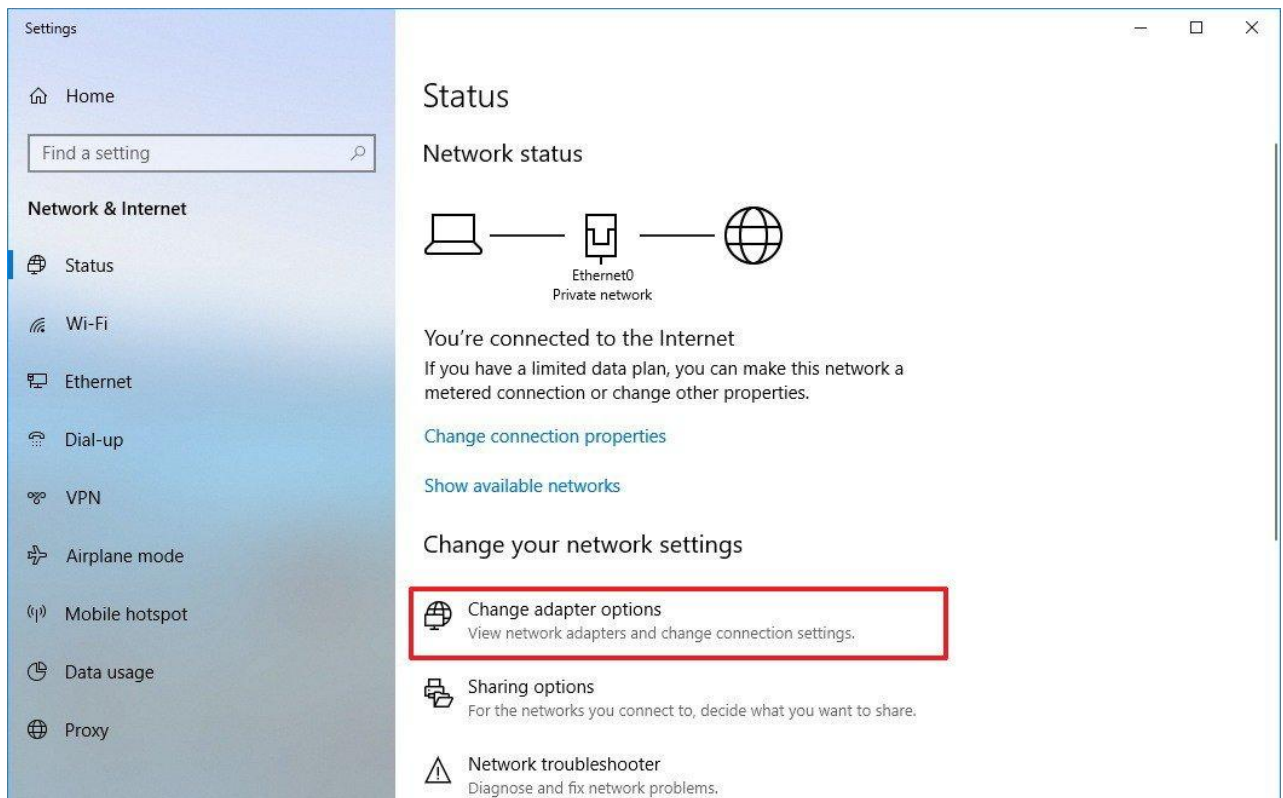 Settings
Home
Find a setting
Network & Internet
Status
Wi-Fi
Ethernet
Dial-up
VPN
Airplane mode
Mobile hotspot
Data usage
Proxy
Status
Network status
Ethernet0
Private network
You're connected to the Internet
If you have a limited data plan, you can make this network a
metered connection or change other properties.
Change connection properties
Show available networks
Change your network settings
Change adapter options
View network adapters and change connection settings.
Sharing options
For the networks you connect to, decide what you want to share.
Network troubleshooter
Diagnose and fix network problems.